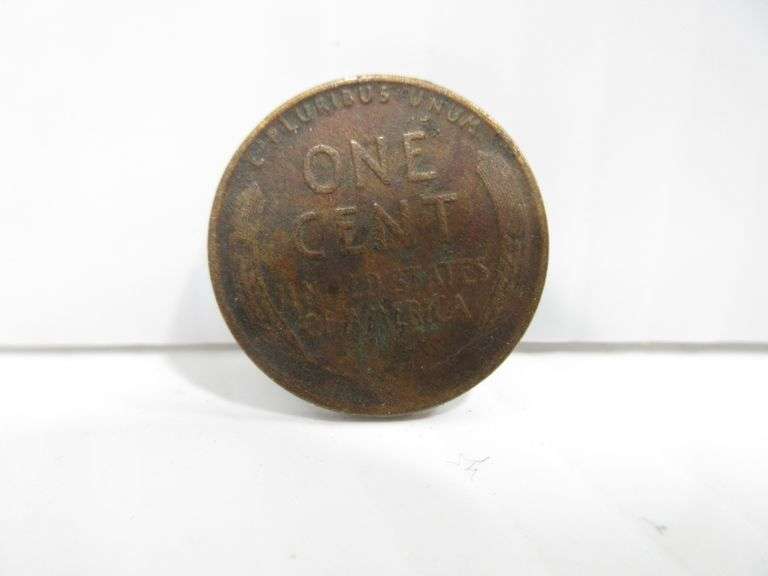 E PLURIBUS UNUM
ONE
CENT
UNITED STATES
OF AMERICA